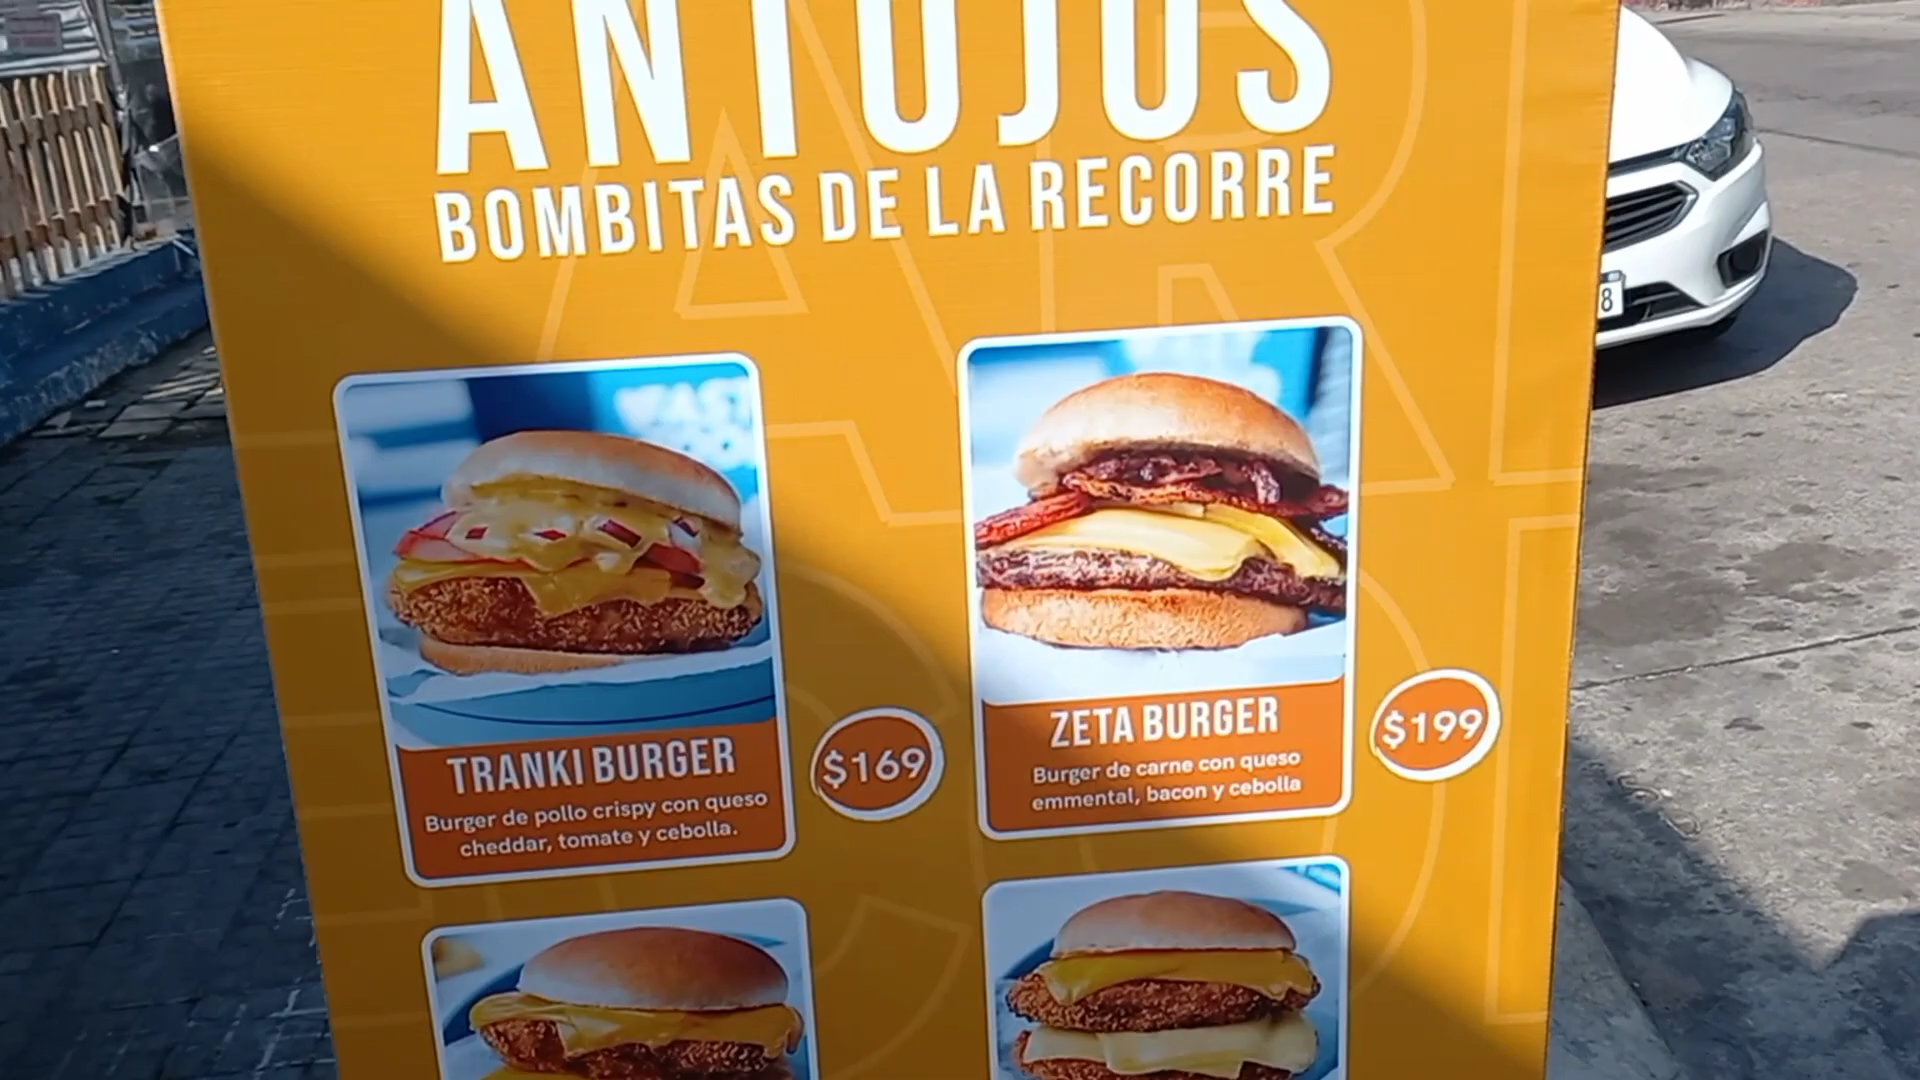 ANTOJOS
BOMBITAS DE LA RECORRE
TRANKI BURGER
Burger de pollo crispy con queso
cheddar, tomate y cebolla.
$169
ZETA BURGER
Burger de carne con queso
emmental, bacon y cebolla
$199
8